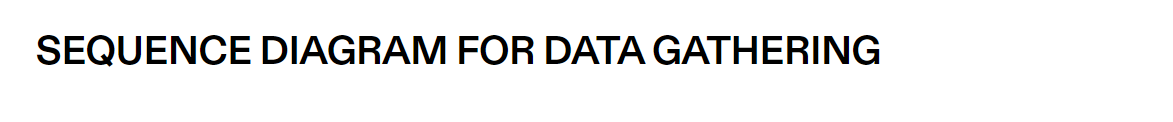 SEQUENCE DIAGRAM FOR DATA GATHERING